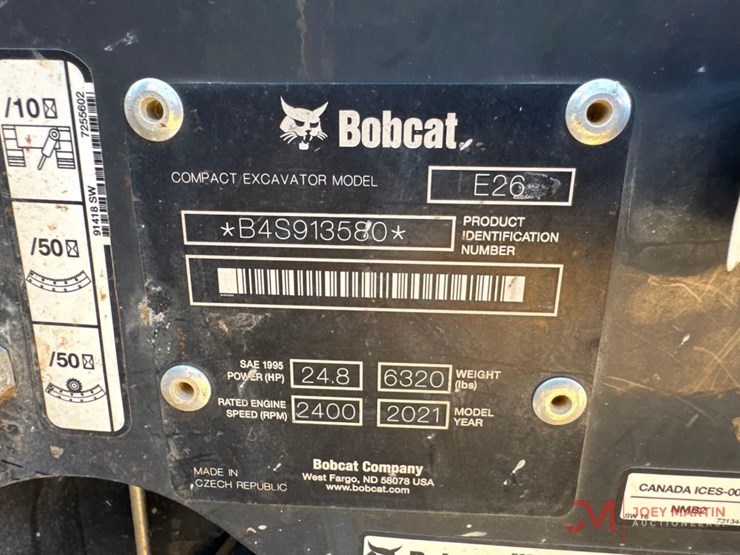 /10
/50
/50
7255602
91418 SW
Bobcat
COMPACT EXCAVATOR MODEL
E26
*B4S913580*
PRODUCT
IDENTIFICATION
NUMBER
SAE 1995
POWER (HP)
24.8
6320
WEIGHT
(lbs)
RATED ENGINE
SPEED (RPM)
2400
2021
MODEL
YEAR
MADE IN
CZECH REPUBLIC
Bobcat Company
West Fargo, ND 58078 USA
www.bobcat.com
CANADA ICES-00
NMB2
JOEY MARTIN
AUCTIONEERS